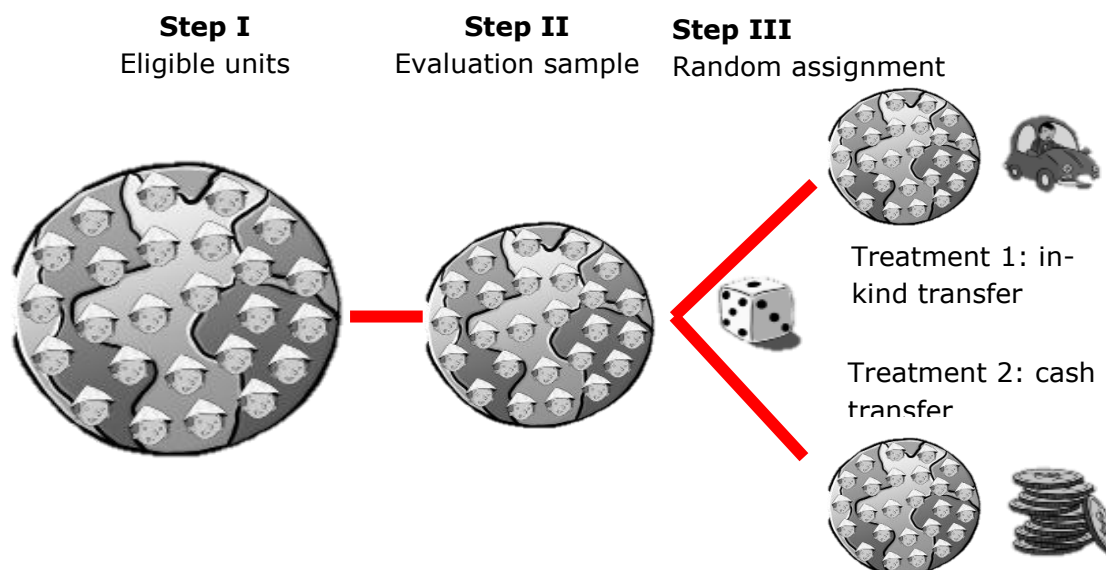 Step I
Eligible units
Step II
Evaluation sample
Step III
Random assignment
Treatment 1: in-
kind transfer
Treatment 2: cash
transfer